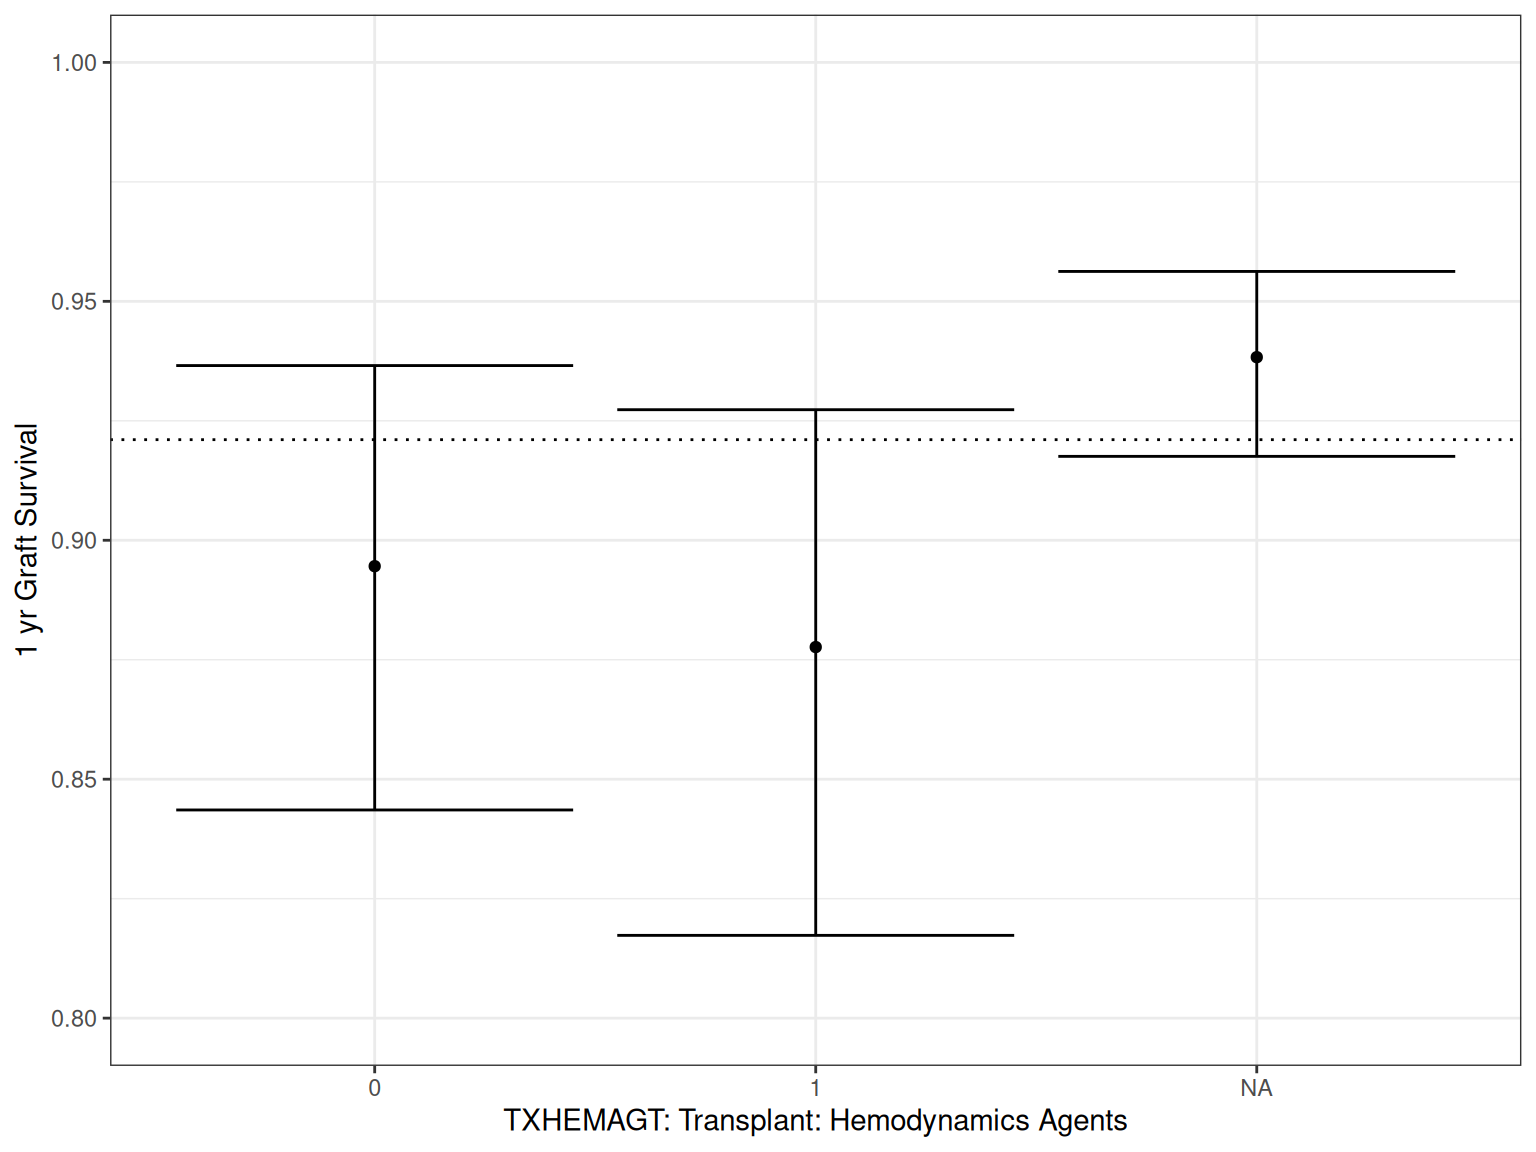 1.00
0.95
0.90
0.85
0.80
1 yr Graft Survival
0 1 NA
TXHEMAGT: Transplant: Hemodynamics Agents